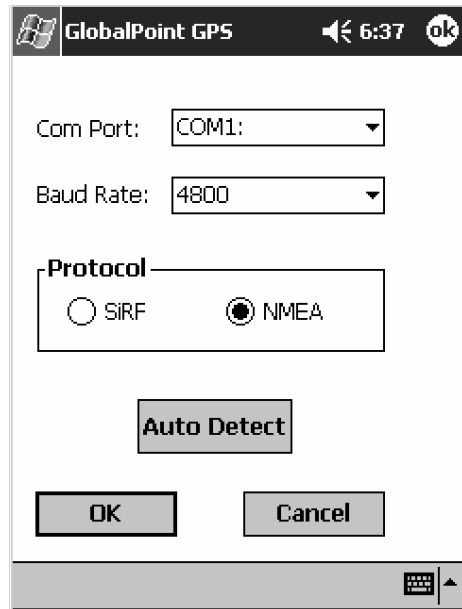 GlobalPoint GPS 6:37 ok
Com Port: COM1:
Baud Rate: 4800
Protocol
SiRF NMEA
Auto Detect
OK Cancel